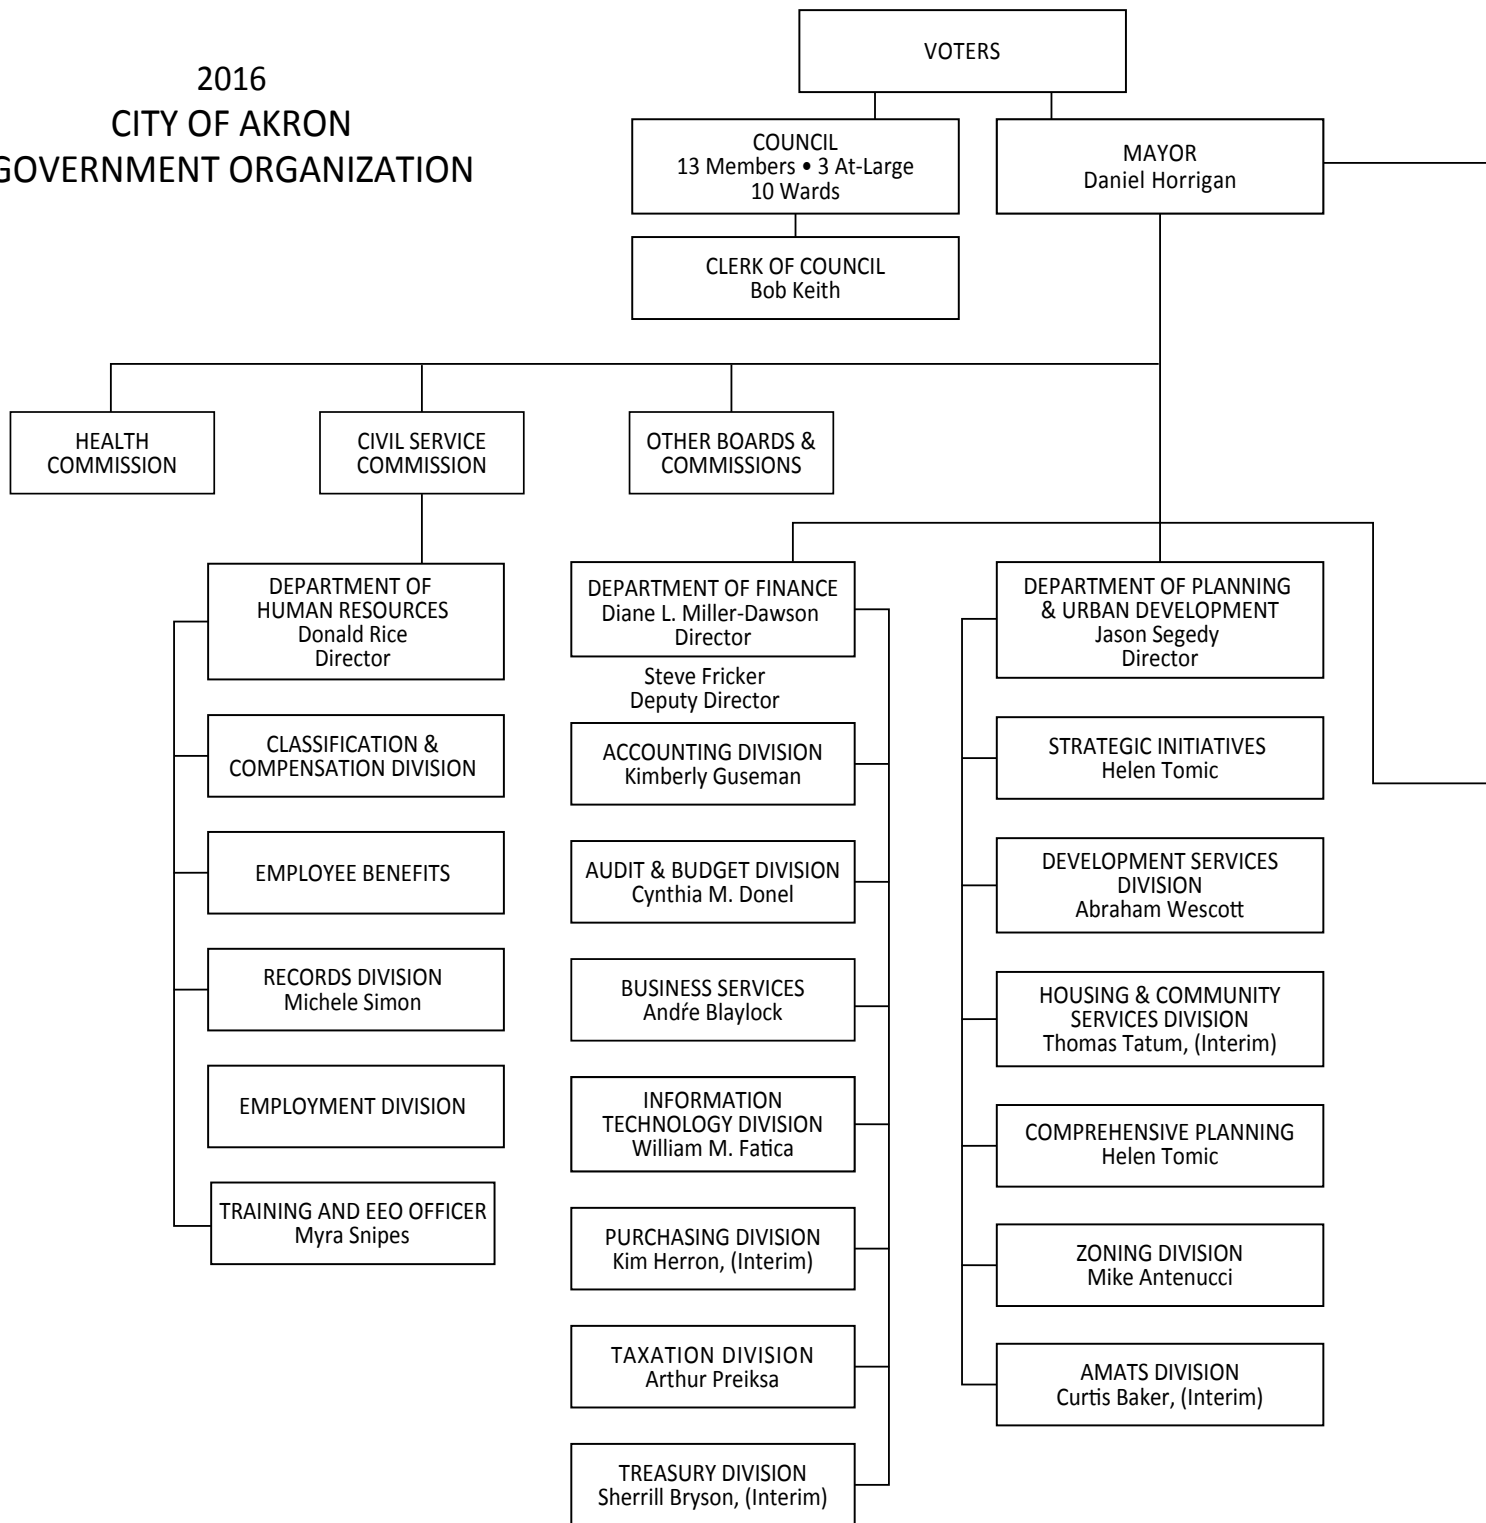 2016
CITY OF AKRON
GOVERNMENT ORGANIZATION
VOTERS
COUNCIL
13 Members • 3 At-Large
10 Wards
MAYOR
Daniel Horrigan
CLERK OF COUNCIL
Bob Keith
HEALTH
COMMISSION
CIVIL SERVICE
COMMISSION
OTHER BOARDS &
COMMISSIONS
DEPARTMENT OF
HUMAN RESOURCES
Donald Rice
Director
CLASSIFICATION &
COMPENSATION DIVISION
EMPLOYEE BENEFITS
RECORDS DIVISION
Michele Simon
EMPLOYMENT DIVISION
TRAINING AND EEO OFFICER
Myra Snipes
DEPARTMENT OF FINANCE
Diane L. Miller-Dawson
Director
Steve Fricker
Deputy Director
ACCOUNTING DIVISION
Kimberly Guseman
AUDIT & BUDGET DIVISION
Cynthia M. Donel
BUSINESS SERVICES
Andŕe Blaylock
INFORMATION
TECHNOLOGY DIVISION
William M. Fatica
PURCHASING DIVISION
Kim Herron, (Interim)
TAXATION DIVISION
Arthur Preiksa
TREASURY DIVISION
Sherrill Bryson, (Interim)
DEPARTMENT OF PLANNING
& URBAN DEVELOPMENT
Jason Segedy
Director
STRATEGIC INITIATIVES
Helen Tomic
DEVELOPMENT SERVICES
DIVISION
Abraham Wescott
HOUSING & COMMUNITY
SERVICES DIVISION
Thomas Tatum, (Interim)
COMPREHENSIVE PLANNING
Helen Tomic
ZONING DIVISION
Mike Antenucci
AMATS DIVISION
Curtis Baker, (Interim)